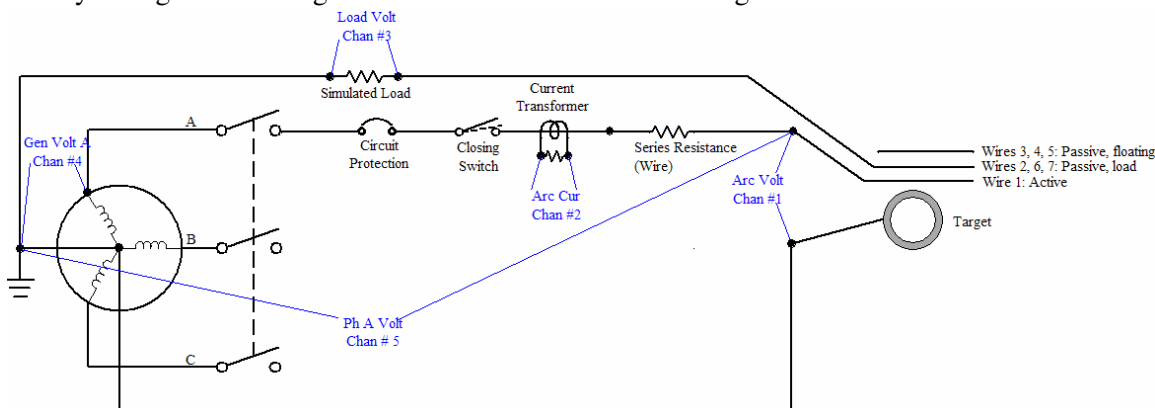 Load Volt
Chan #3
Simulated Load
Current
Transformer
A
Gen Volt A
Chan #4
Circuit
Protection
Closing
Switch
Series Resistance
(Wire)
Wires 3, 4, 5: Passive, floating
Wires 2, 6, 7: Passive, load
Wire 1: Active
Arc Cur
Chan #2
Arc Volt
Chan #1
Target
B
Ph A Volt
Chan # 5
C